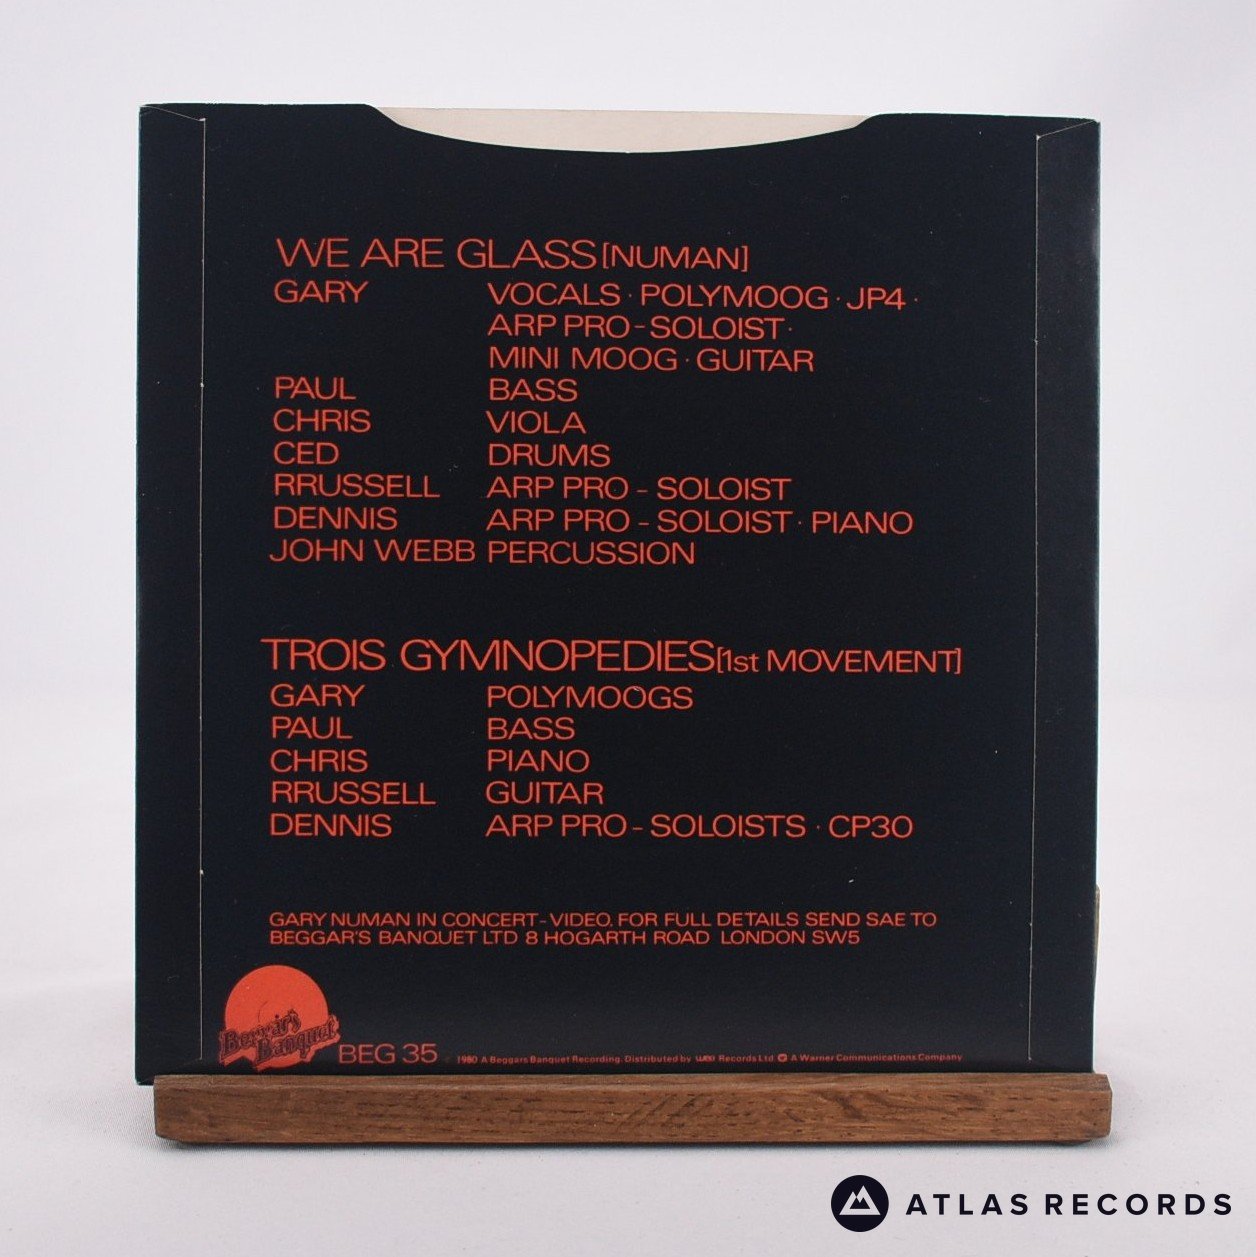 WE ARE GLASS [NUMAN]
GARY VOCALS · POLYMOOG · JP4 ·
ARP PRO - SOLOIST ·
MINI MOOG · GUITAR
PAUL BASS
CHRIS VIOLA
CED DRUMS
RRUSSELL ARP PRO - SOLOIST
DENNIS ARP PRO - SOLOIST · PIANO
JOHN WEBB PERCUSSION
TROIS GYMNOPEDIES [1st MOVEMENT]
GARY POLYMOOGS
PAUL BASS
CHRIS PIANO
RRUSSELL GUITAR
DENNIS ARP PRO - SOLOISTS · CP30
GARY NUMAN IN CONCERT - VIDEO. FOR FULL DETAILS SEND SAE TO
BEGGAR'S BANQUET LTD 8 HOGARTH ROAD LONDON SW5
Beggar's
Banquet
BEG 35 1980 A Beggars Banquet Recording. Distributed by wea Records Ltd A Warner Communications Company
ATLAS RECORDS